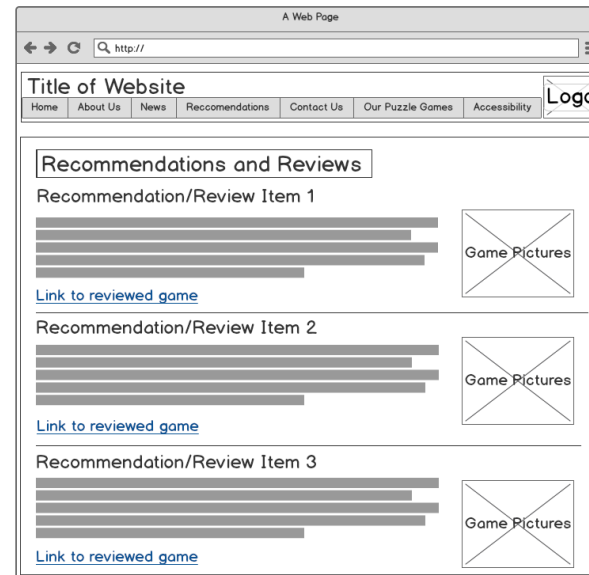 A Web Page
http://
Title of Website
Logo
Home About Us News Reccomendations Contact Us Our Puzzle Games Accessibility
Recommendations and Reviews
Recommendation/Review Item 1
Game Pictures
Link to reviewed game
Recommendation/Review Item 2
Game Pictures
Link to reviewed game
Recommendation/Review Item 3
Game Pictures
Link to reviewed game